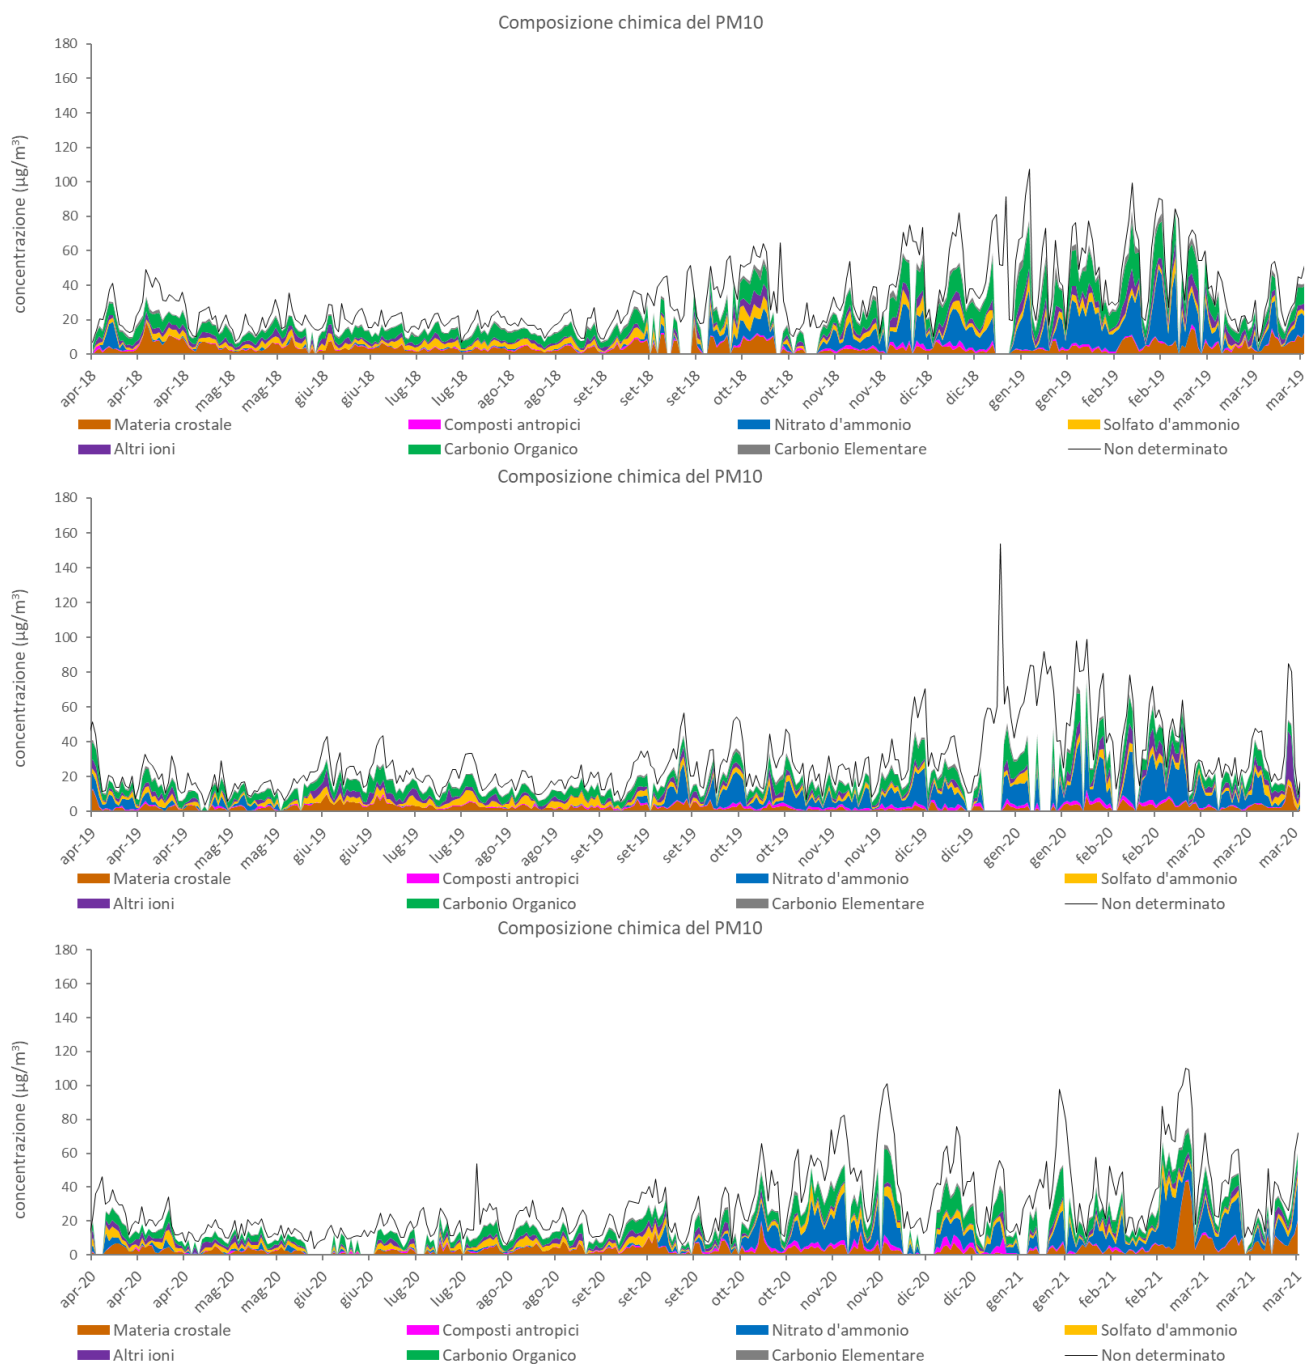 Composizione chimica del PM10
180
160
140
120
100
80
60
40
20
0
concentrazione (µg/m³)
apr-18 apr-18 apr-18 mag-18 mag-18 giu-18 giu-18 lug-18 lug-18 ago-18 ago-18 set-18 set-18 set-18 ott-18 ott-18 nov-18 nov-18 dic-18 dic-18 gen-19 gen-19 feb-19 feb-19 mar-19 mar-19 mar-19
Materia crostale Composti antropici Nitrato d'ammonio Solfato d'ammonio
Altri ioni Carbonio Organico Carbonio Elementare Non determinato
Composizione chimica del PM10
180
160
140
120
100
80
60
40
20
0
concentrazione (µg/m³)
apr-19 apr-19 apr-19 mag-19 mag-19 giu-19 giu-19 lug-19 lug-19 ago-19 ago-19 set-19 set-19 set-19 ott-19 ott-19 nov-19 nov-19 dic-19 dic-19 gen-20 gen-20 feb-20 feb-20 mar-20 mar-20 mar-20
Materia crostale Composti antropici Nitrato d'ammonio Solfato d'ammonio
Altri ioni Carbonio Organico Carbonio Elementare Non determinato
Composizione chimica del PM10
180
160
140
120
100
80
60
40
20
0
concentrazione (µg/m³)
apr-20 apr-20 apr-20 mag-20 mag-20 giu-20 giu-20 lug-20 lug-20 ago-20 ago-20 set-20 set-20 set-20 ott-20 ott-20 nov-20 nov-20 dic-20 dic-20 gen-21 gen-21 feb-21 feb-21 mar-21 mar-21 mar-21
Materia crostale Composti antropici Nitrato d'ammonio Solfato d'ammonio
Altri ioni Carbonio Organico Carbonio Elementare Non determinato